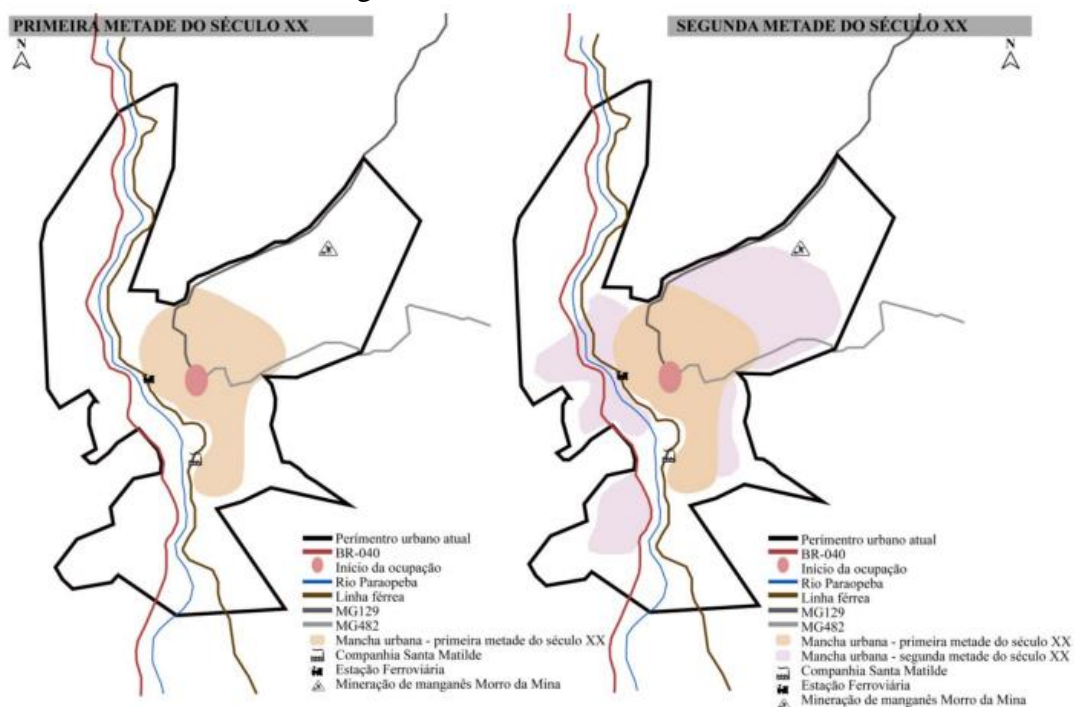 PRIMEIRA METADE DO SÉCULO XX
N
Perímentro urbano atual
BR-040
Início da ocupação
Rio Paraopeba
Linha férrea
MG129
MG482
Mancha urbana - primeira metade do século XX
Companhia Santa Matilde
Estação Ferroviária
Mineração de manganês Morro da Mina
SEGUNDA METADE DO SÉCULO XX
N
Perímentro urbano atual
BR-040
Início da ocupação
Rio Paraopeba
Linha férrea
MG129
MG482
Mancha urbana - primeira metade do século XX
Mancha urbana - segunda metade do século XX
Companhia Santa Matilde
Estação Ferroviária
Mineração de manganês Morro da Mina